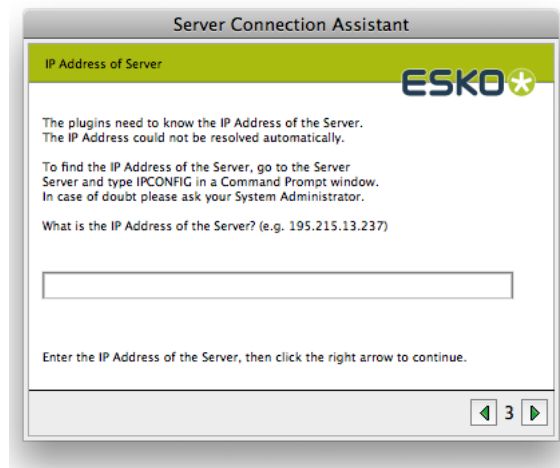 Server Connection Assistant
IP Address of Server
ESKO
The plugins need to know the IP Address of the Server.
The IP Address could not be resolved automatically.
To find the IP Address of the Server, go to the Server
Server and type IPCONFIG in a Command Prompt window.
In case of doubt please ask your System Administrator.
What is the IP Address of the Server? (e.g. 195.215.13.237)
Enter the IP Address of the Server, then click the right arrow to continue.
3